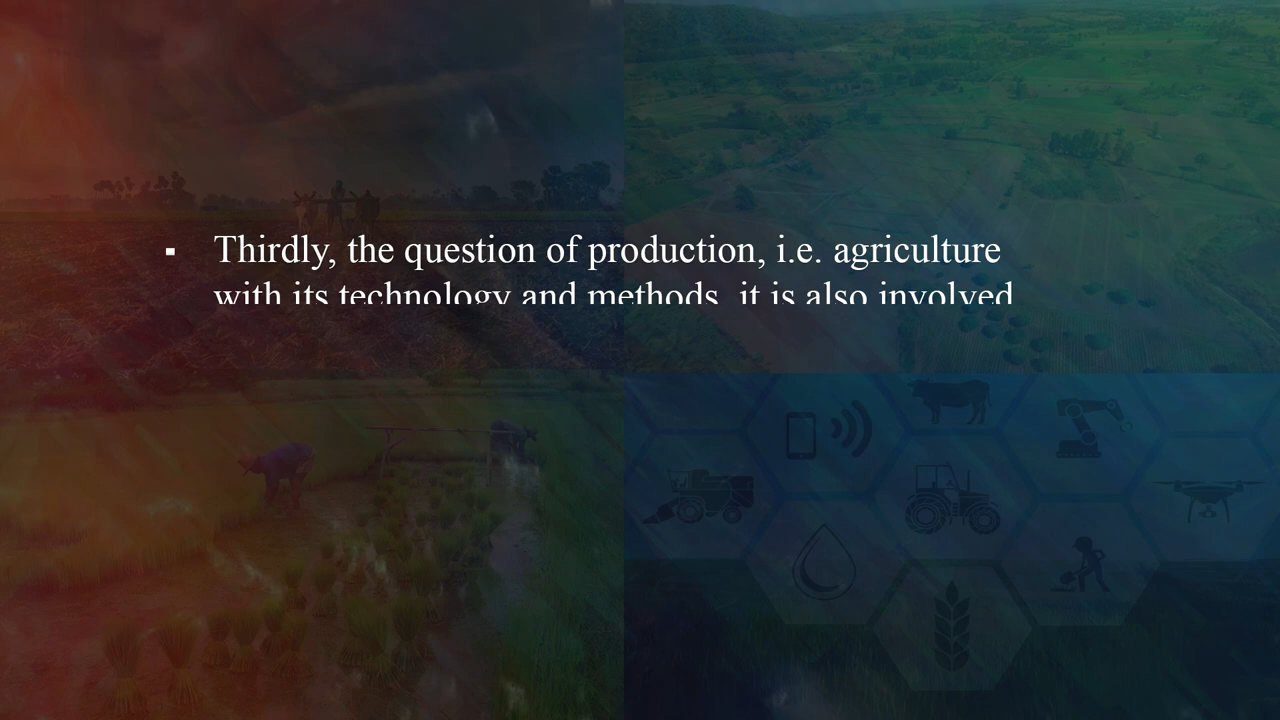 ▪ Thirdly, the question of production, i.e. agriculture
with its technology and methods, it is also involved